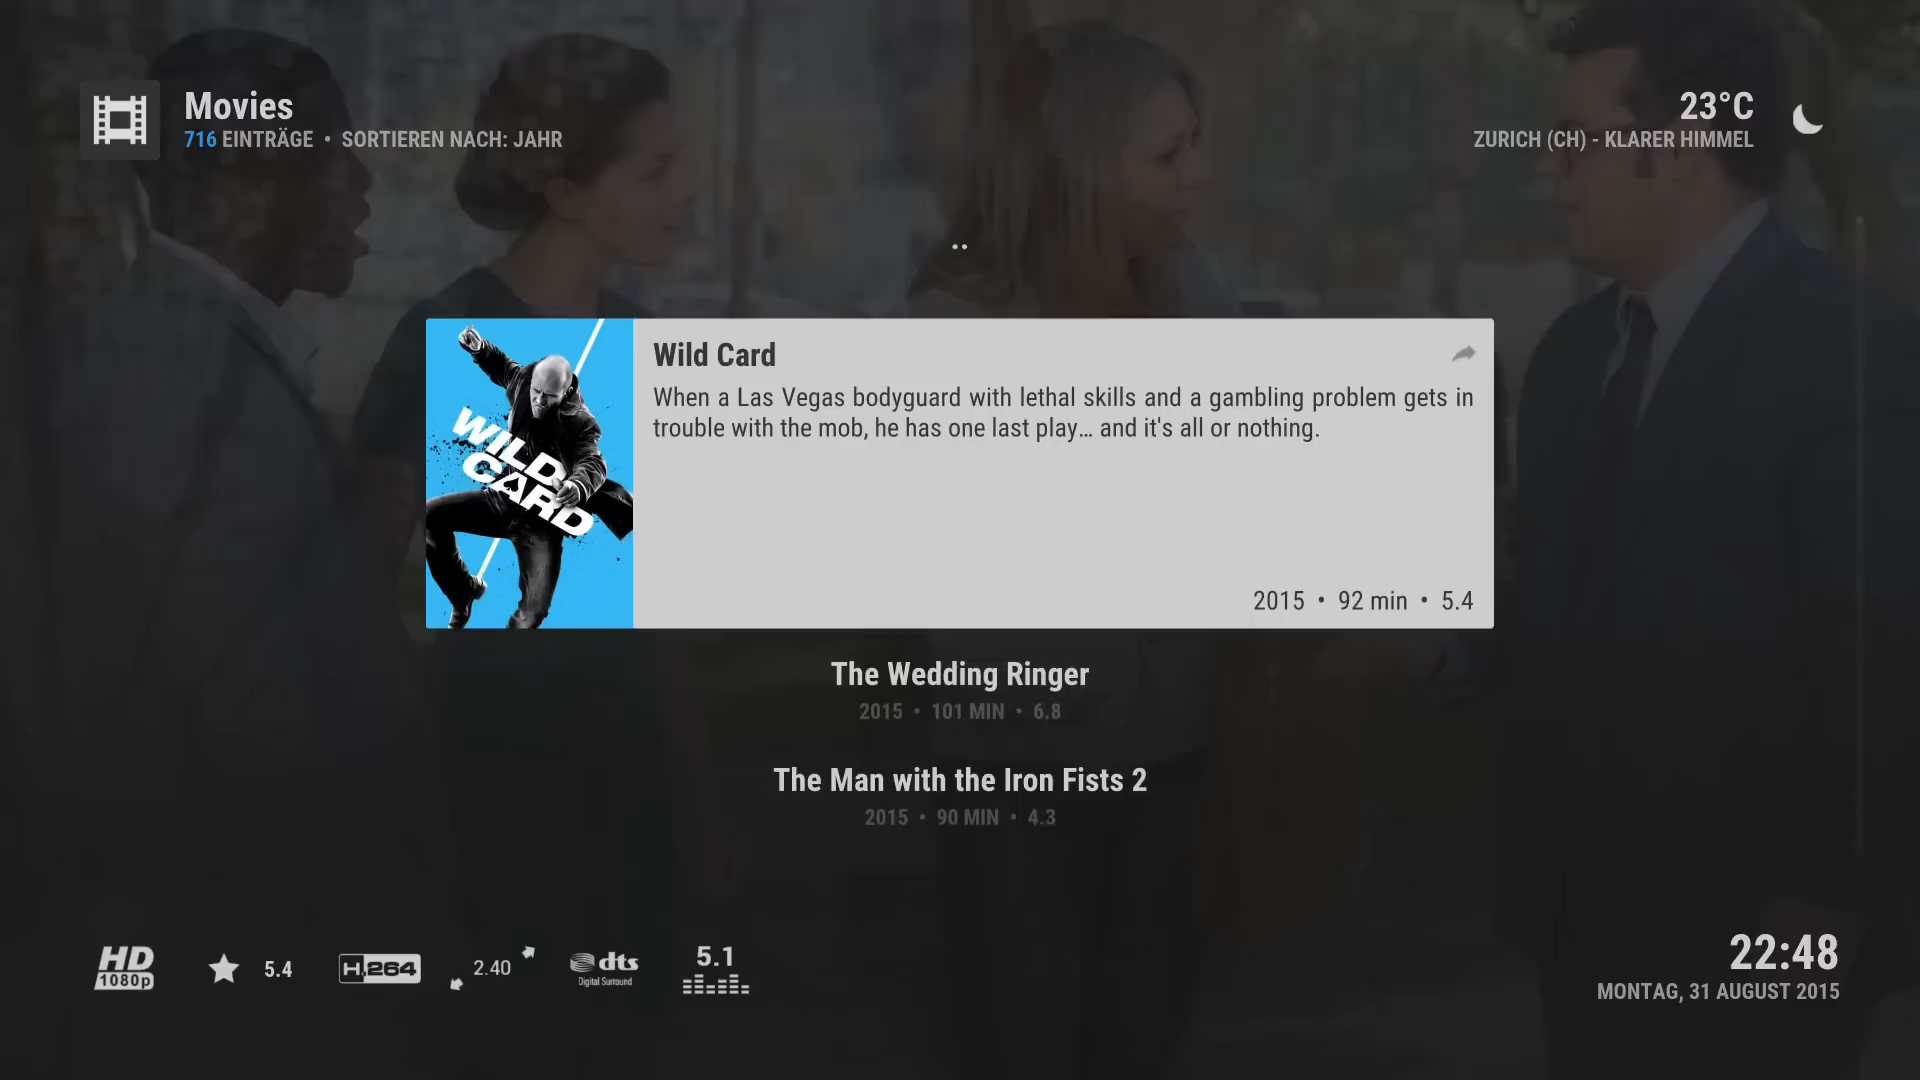 Movies
716 EINTRÄGE • SORTIEREN NACH: JAHR
23°C
ZURICH (CH) - KLARER HIMMEL
..
WILD
CARD
Wild Card
When a Las Vegas bodyguard with lethal skills and a gambling problem gets in
trouble with the mob, he has one last play… and it's all or nothing.
2015 • 92 min • 5.4
The Wedding Ringer
2015 • 101 MIN • 6.8
The Man with the Iron Fists 2
2015 • 90 MIN • 4.3
HD
1080p
5.4
H.264
2.40
dts
Digital Surround
5.1
22:48
MONTAG, 31 AUGUST 2015